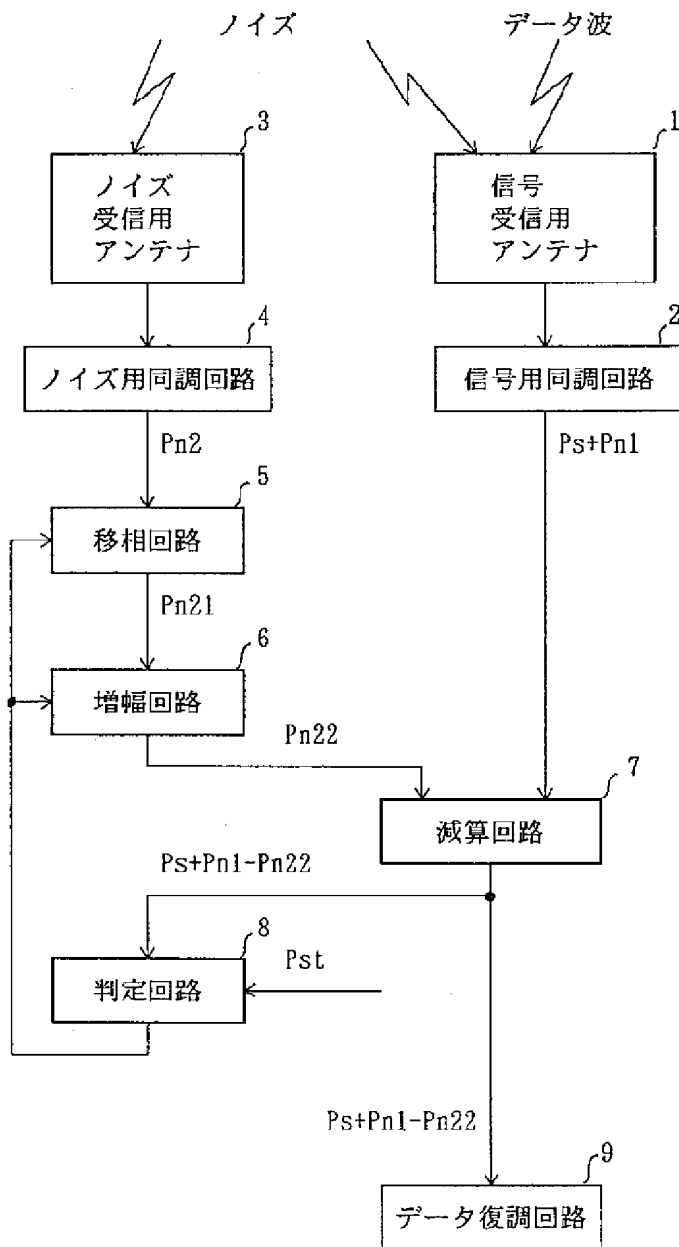 ノイズ
データ波
3
ノイズ
受信用
アンテナ
1
信号
受信用
アンテナ
4
ノイズ用同調回路
2
信号用同調回路
Pn2
Ps+Pn1
5
移相回路
Pn21
6
増幅回路
Pn22
7
減算回路
Ps+Pn1-Pn22
8
判定回路
Pst
Ps+Pn1-Pn22
9
データ復調回路